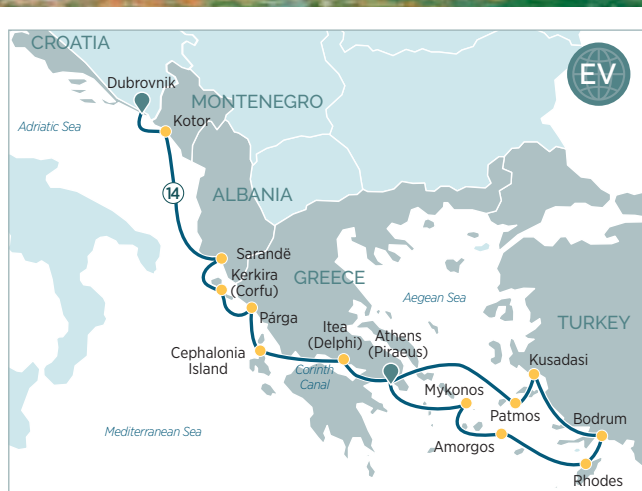 CROATIA
EV
Dubrovnik
MONTENEGRO
Kotor
Adriatic Sea
14
ALBANIA
Sarandë
Kerkira
(Corfu)
GREECE
Aegean Sea
Párga
Itea
(Delphi)
Athens
(Piraeus)
TURKEY
Cephalonia
Island
Corinth
Canal
Kusadasi
Mykonos
Patmos
Bodrum
Mediterranean Sea
Amorgos
Rhodes